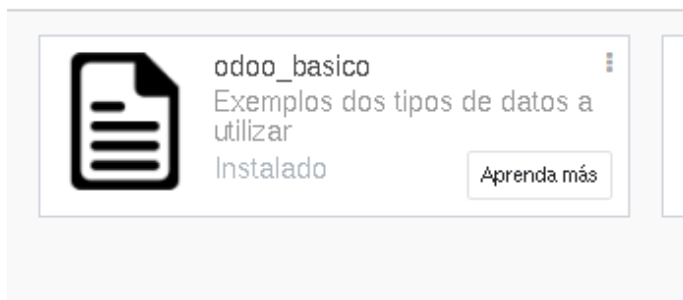 odoo_basico
Exemplos dos tipos de datos a
utilizar
Instalado
Aprenda más